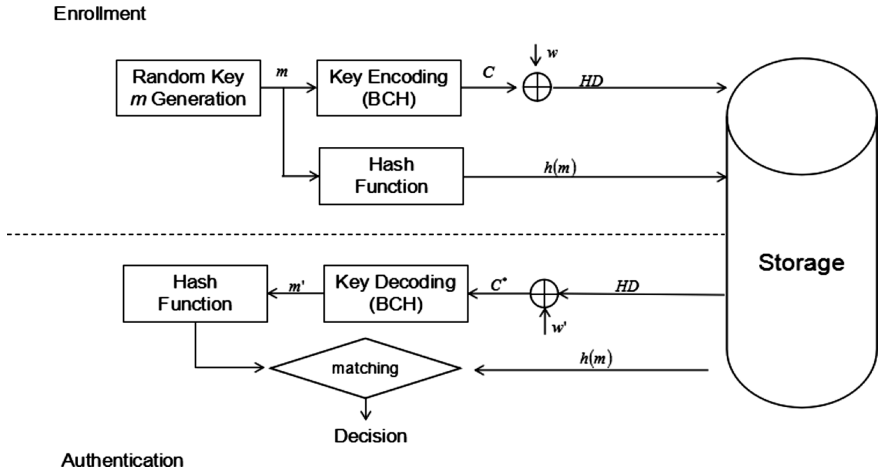 Enrollment
w
Random Key
m Generation
m
Key Encoding
(BCH)
C
HD
Hash
Function
h(m)
Storage
Hash
Function
m'
Key Decoding
(BCH)
C*
HD
w'
matching
h(m)
Decision
Authentication